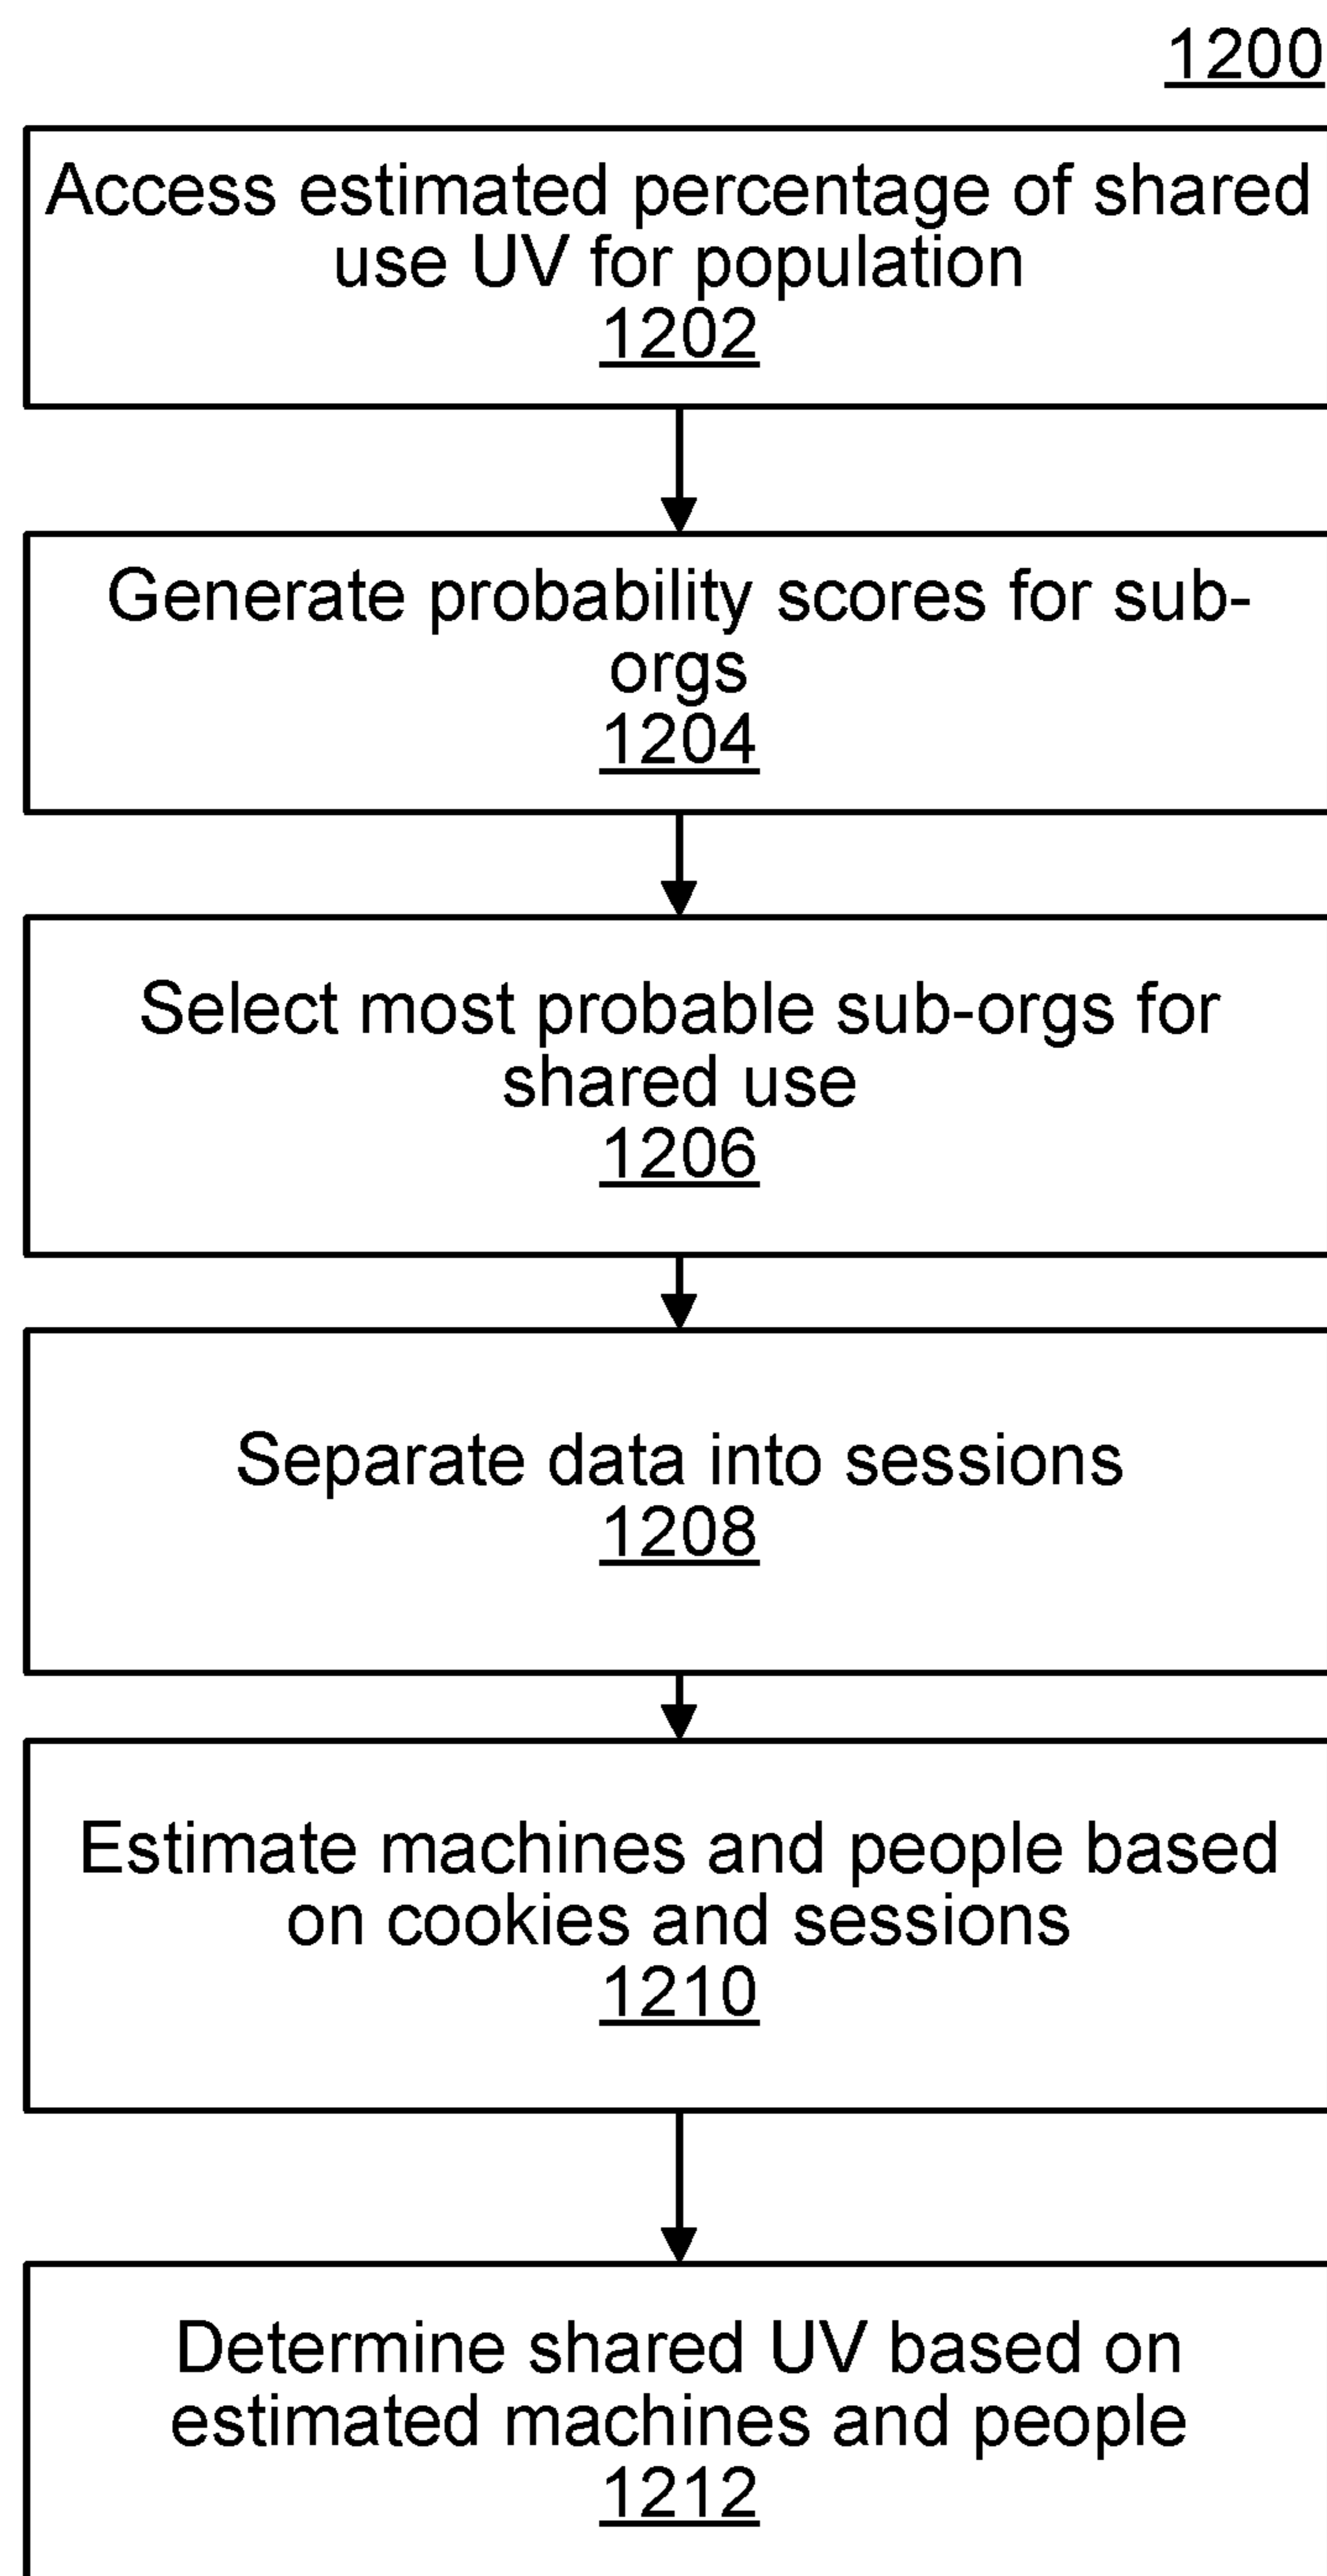 1200
Access estimated percentage of shared
use UV for population
1202
Generate probability scores for sub-
orgs
1204
Select most probable sub-orgs for
shared use
1206
Separate data into sessions
1208
Estimate machines and people based
on cookies and sessions
1210
Determine shared UV based on
estimated machines and people
1212